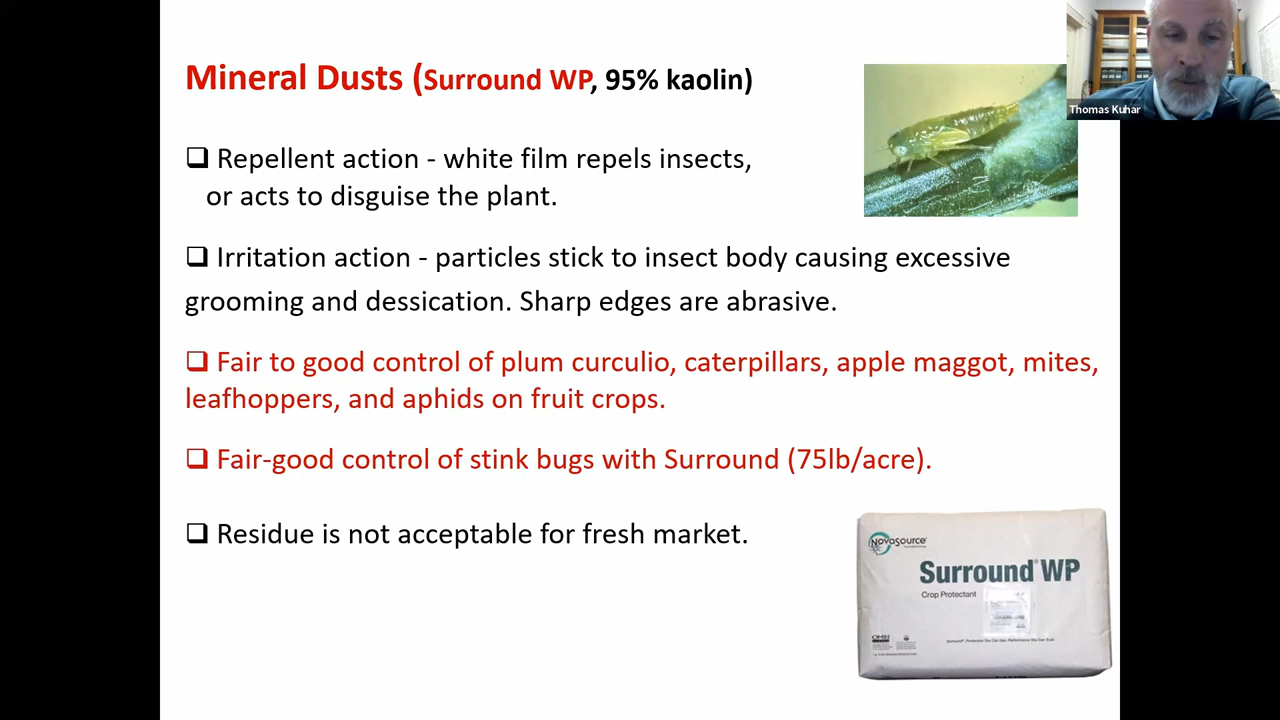 Mineral Dusts (Surround WP, 95% kaolin)
Thomas Kuhar
❑ Repellent action - white film repels insects,
or acts to disguise the plant.
❑ Irritation action - particles stick to insect body causing excessive
grooming and dessication. Sharp edges are abrasive.
❑ Fair to good control of plum curculio, caterpillars, apple maggot, mites,
leafhoppers, and aphids on fruit crops.
❑ Fair-good control of stink bugs with Surround (75lb/acre).
❑ Residue is not acceptable for fresh market.
NovaSource
Surround® WP
Crop Protectant
OMRI